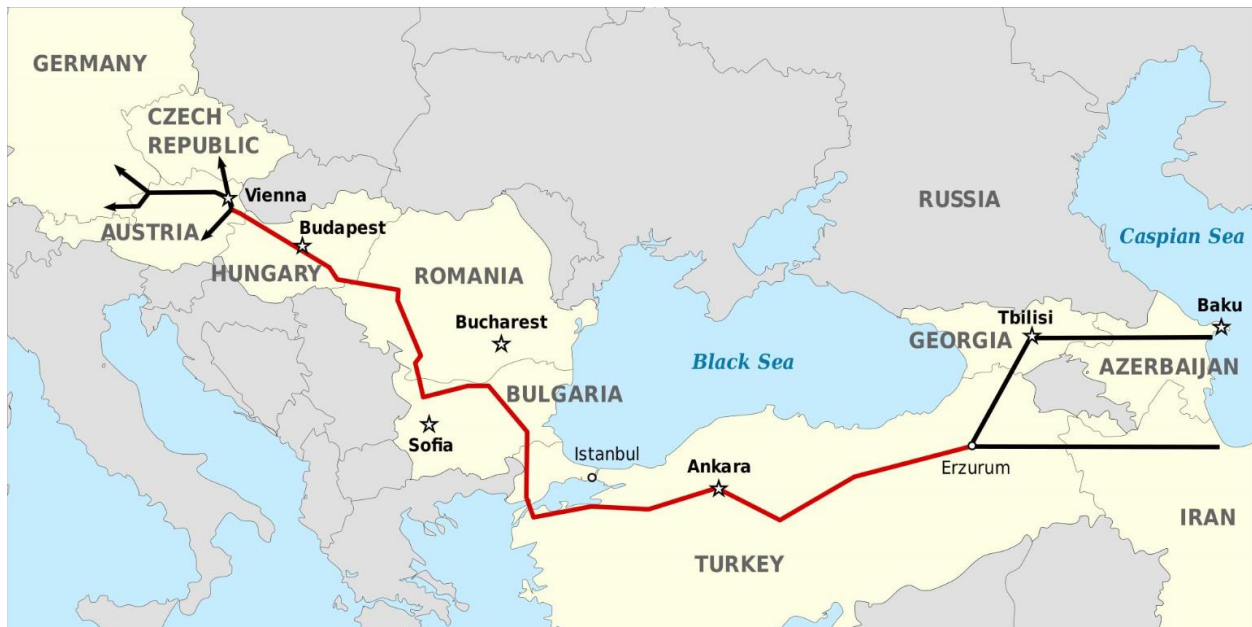 GERMANY
CZECH
REPUBLIC
Vienna
AUSTRIA
Budapest
HUNGARY
ROMANIA
Bucharest
BULGARIA
Sofia
Black Sea
RUSSIA
Caspian Sea
Baku
Tbilisi
GEORGIA
AZERBAIJAN
Istanbul
Ankara
Erzurum
IRAN
TURKEY